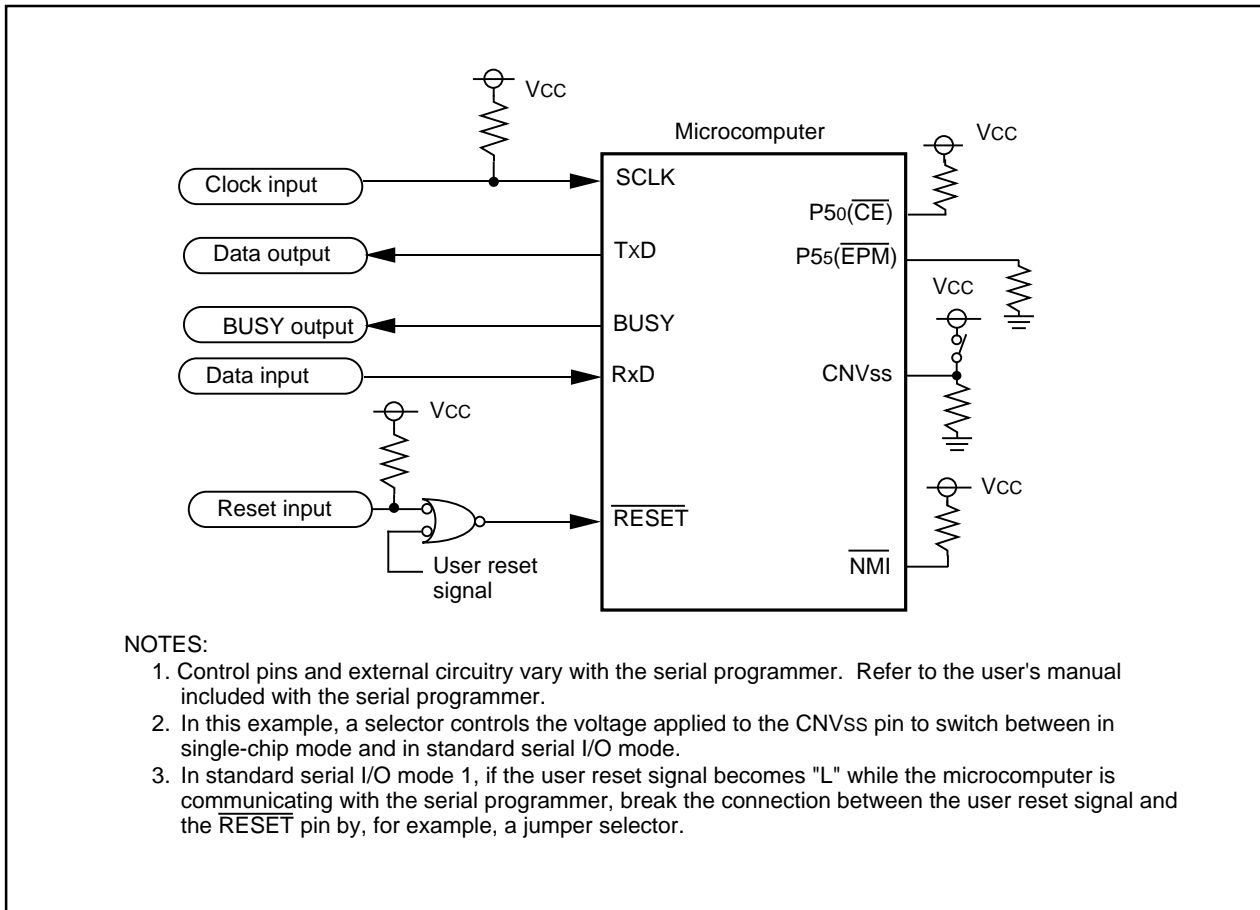 VCC
Microcomputer
VCC
Clock input
SCLK
P50(CE)
Data output
TxD
P55(EPM)
VCC
BUSY output
BUSY
Data input
RxD
CNVss
VCC
VCC
Reset input
RESET
User reset
signal
NMI
NOTES:
1. Control pins and external circuitry vary with the serial programmer. Refer to the user's manual
included with the serial programmer.
2. In this example, a selector controls the voltage applied to the CNVSS pin to switch between in
single-chip mode and in standard serial I/O mode.
3. In standard serial I/O mode 1, if the user reset signal becomes "L" while the microcomputer is
communicating with the serial programmer, break the connection between the user reset signal and
the RESET pin by, for example, a jumper selector.